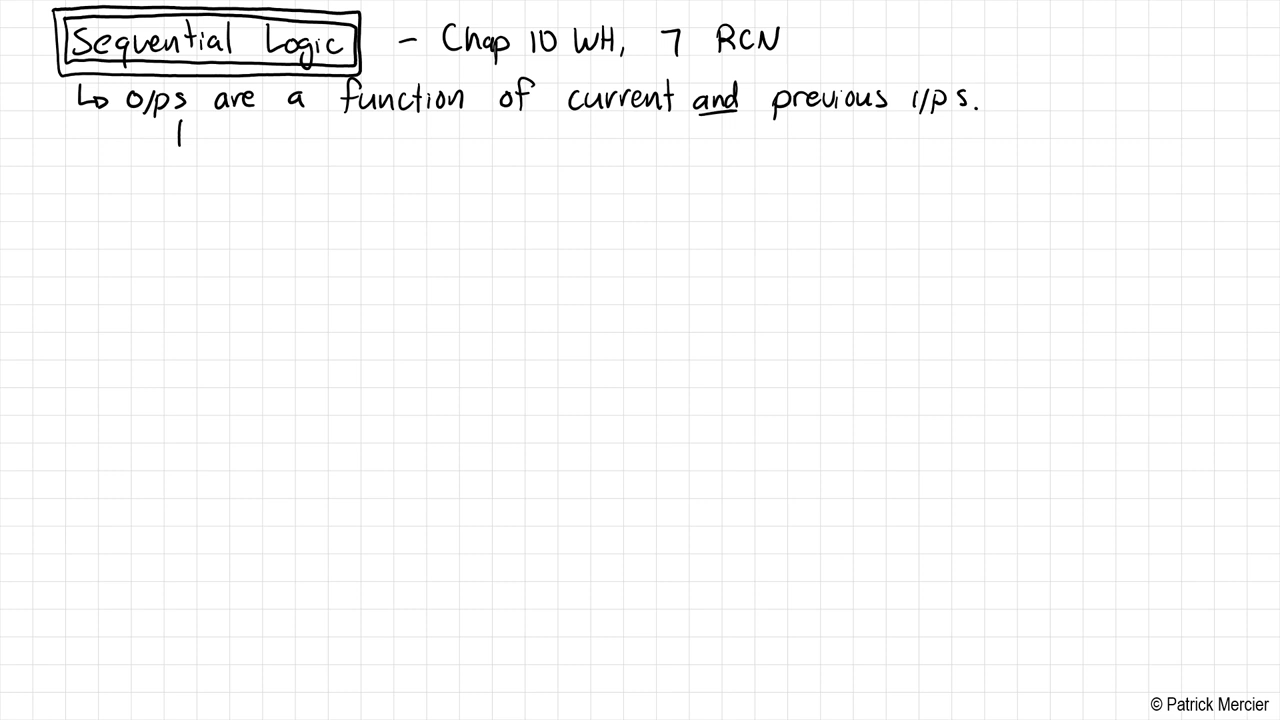 Sequential Logic - Chap 10 WH, 7 RCN
↳ o/ps are a function of current and previous i/ps.
© Patrick Mercier